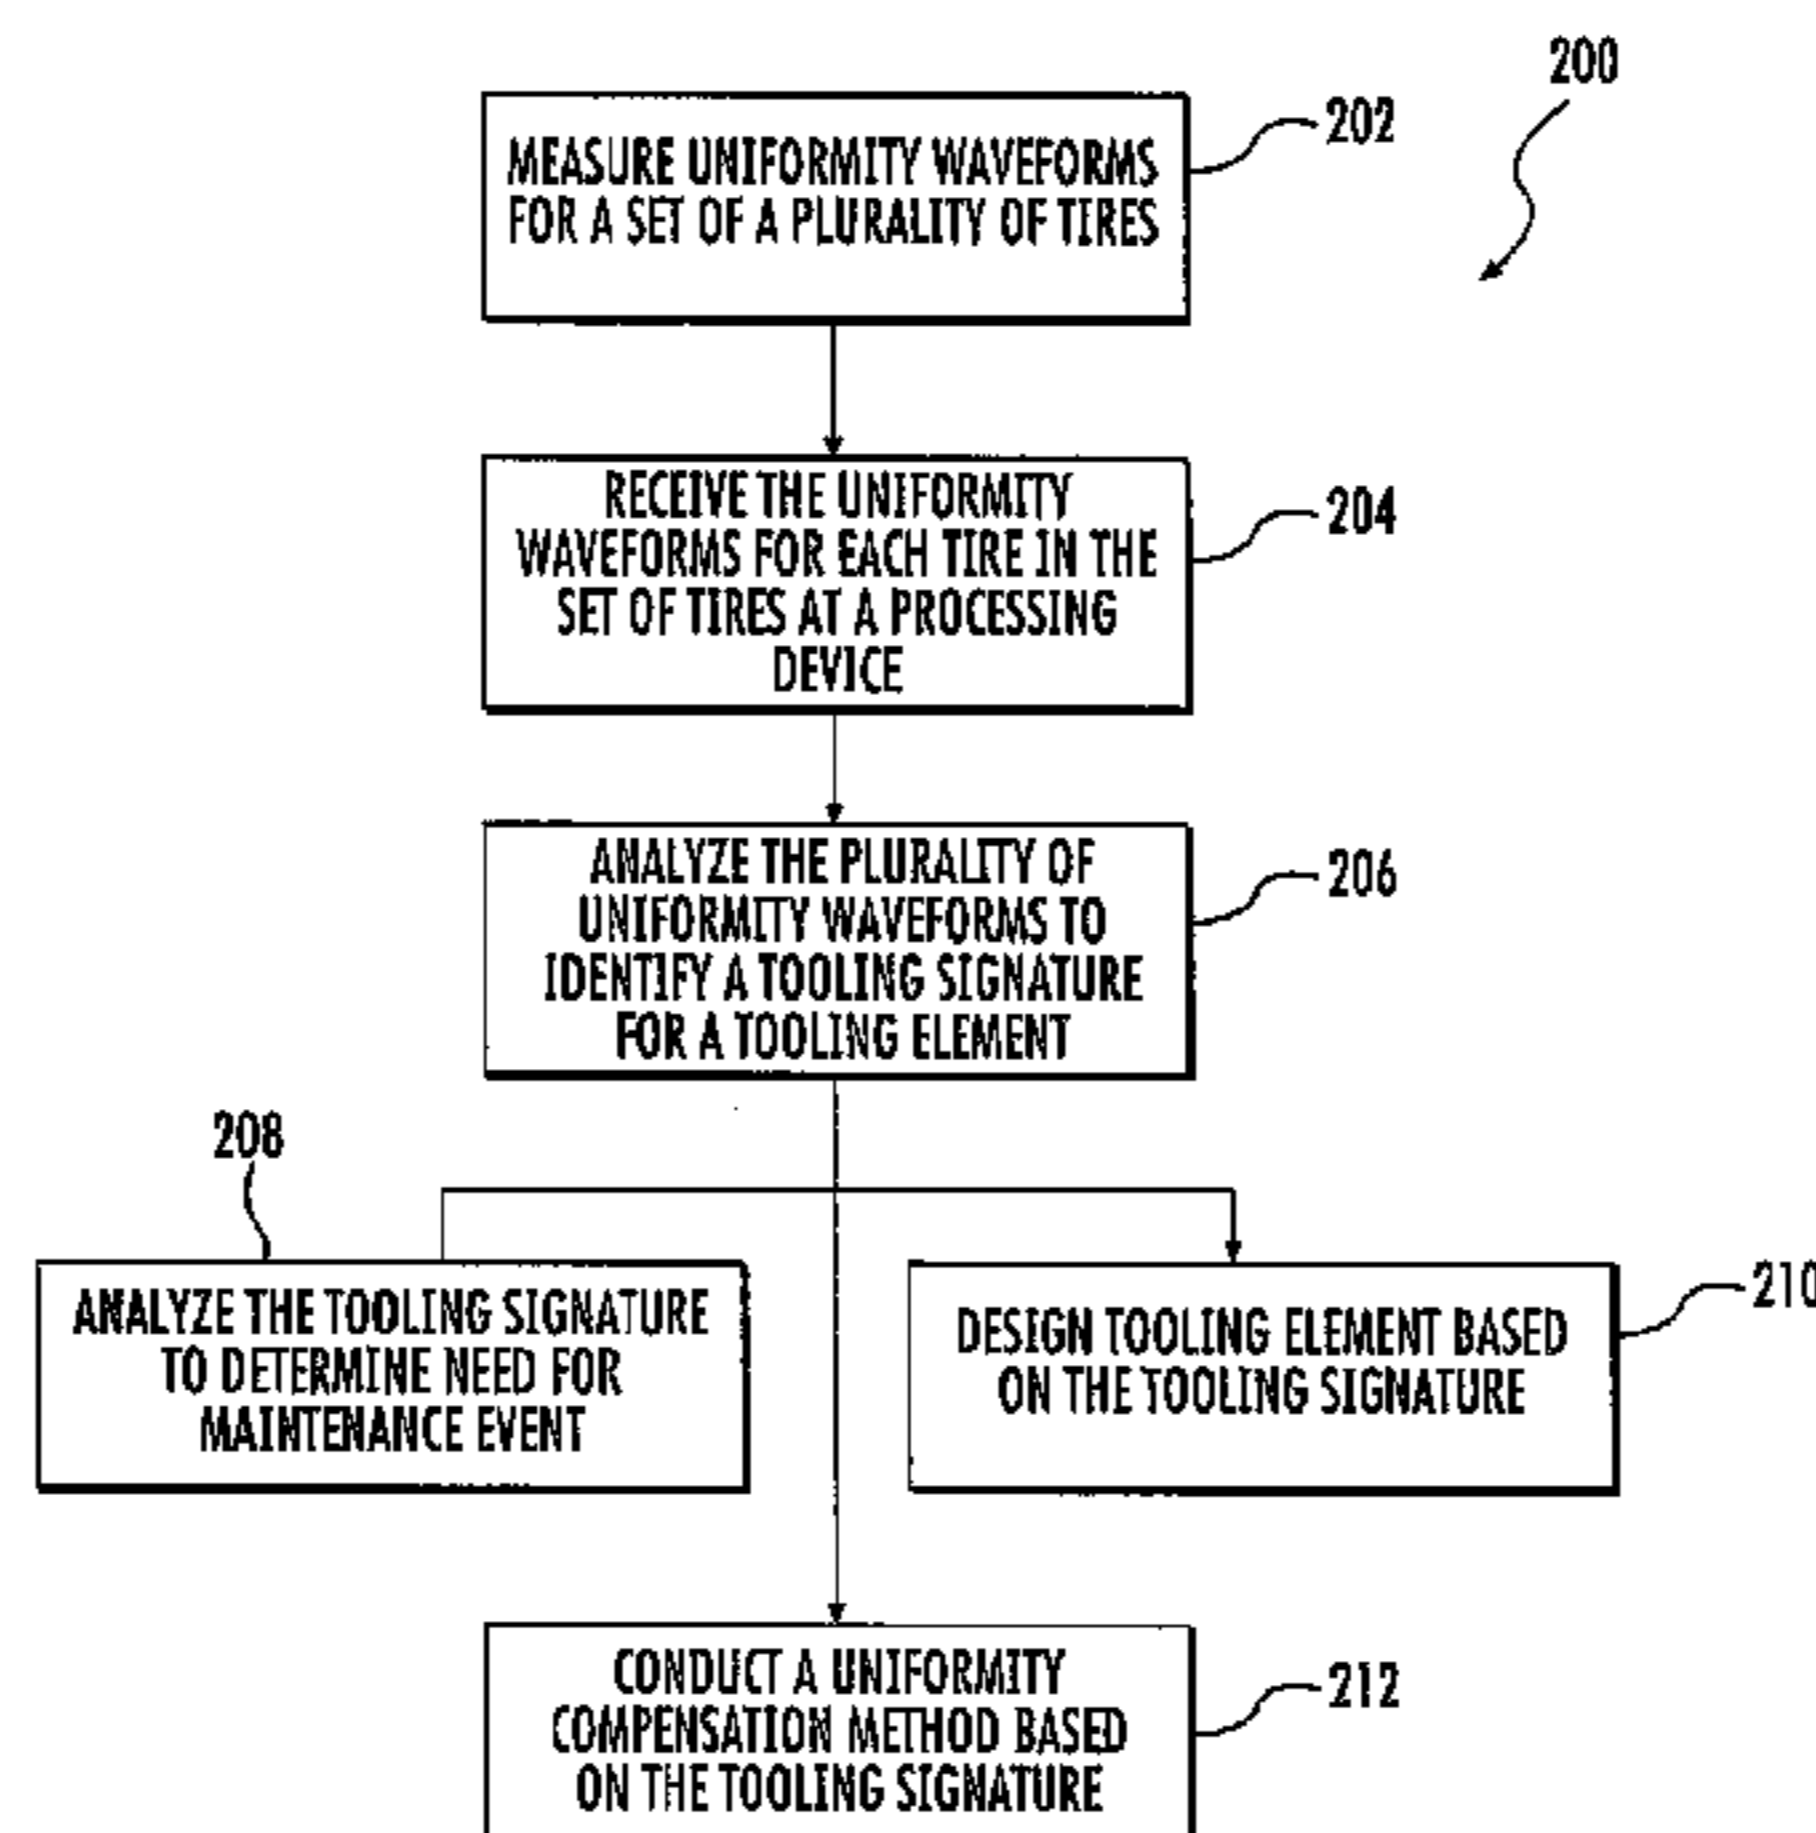 200
202
MEASURE UNIFORMITY WAVEFORMS
FOR A SET OF A PLURALITY OF TIRES
204
RECEIVE THE UNIFORMITY
WAVEFORMS FOR EACH TIRE IN THE
SET OF TIRES AT A PROCESSING
DEVICE
206
ANALYZE THE PLURALITY OF
UNIFORMITY WAVEFORMS TO
IDENTIFY A TOOLING SIGNATURE
FOR A TOOLING ELEMENT
208
ANALYZE THE TOOLING SIGNATURE
TO DETERMINE NEED FOR
MAINTENANCE EVENT
210
DESIGN TOOLING ELEMENT BASED
ON THE TOOLING SIGNATURE
212
CONDUCT A UNIFORMITY
COMPENSATION METHOD BASED
ON THE TOOLING SIGNATURE